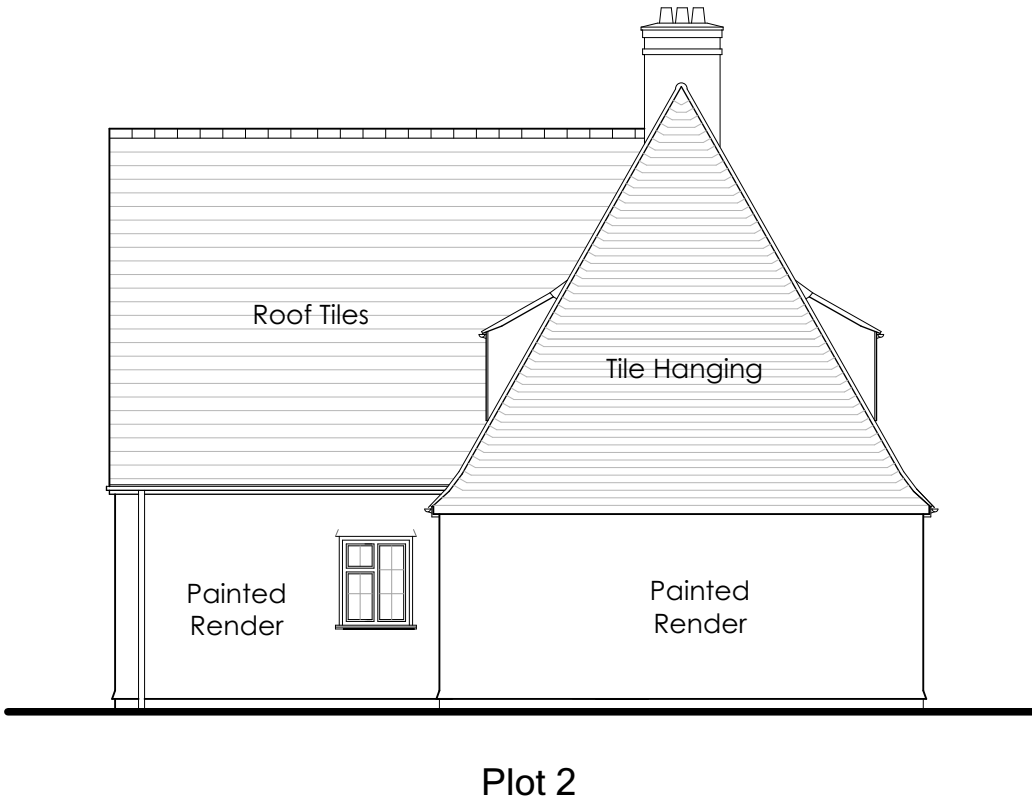 Roof Tiles
Tile Hanging
Painted
Render
Painted
Render
Plot 2